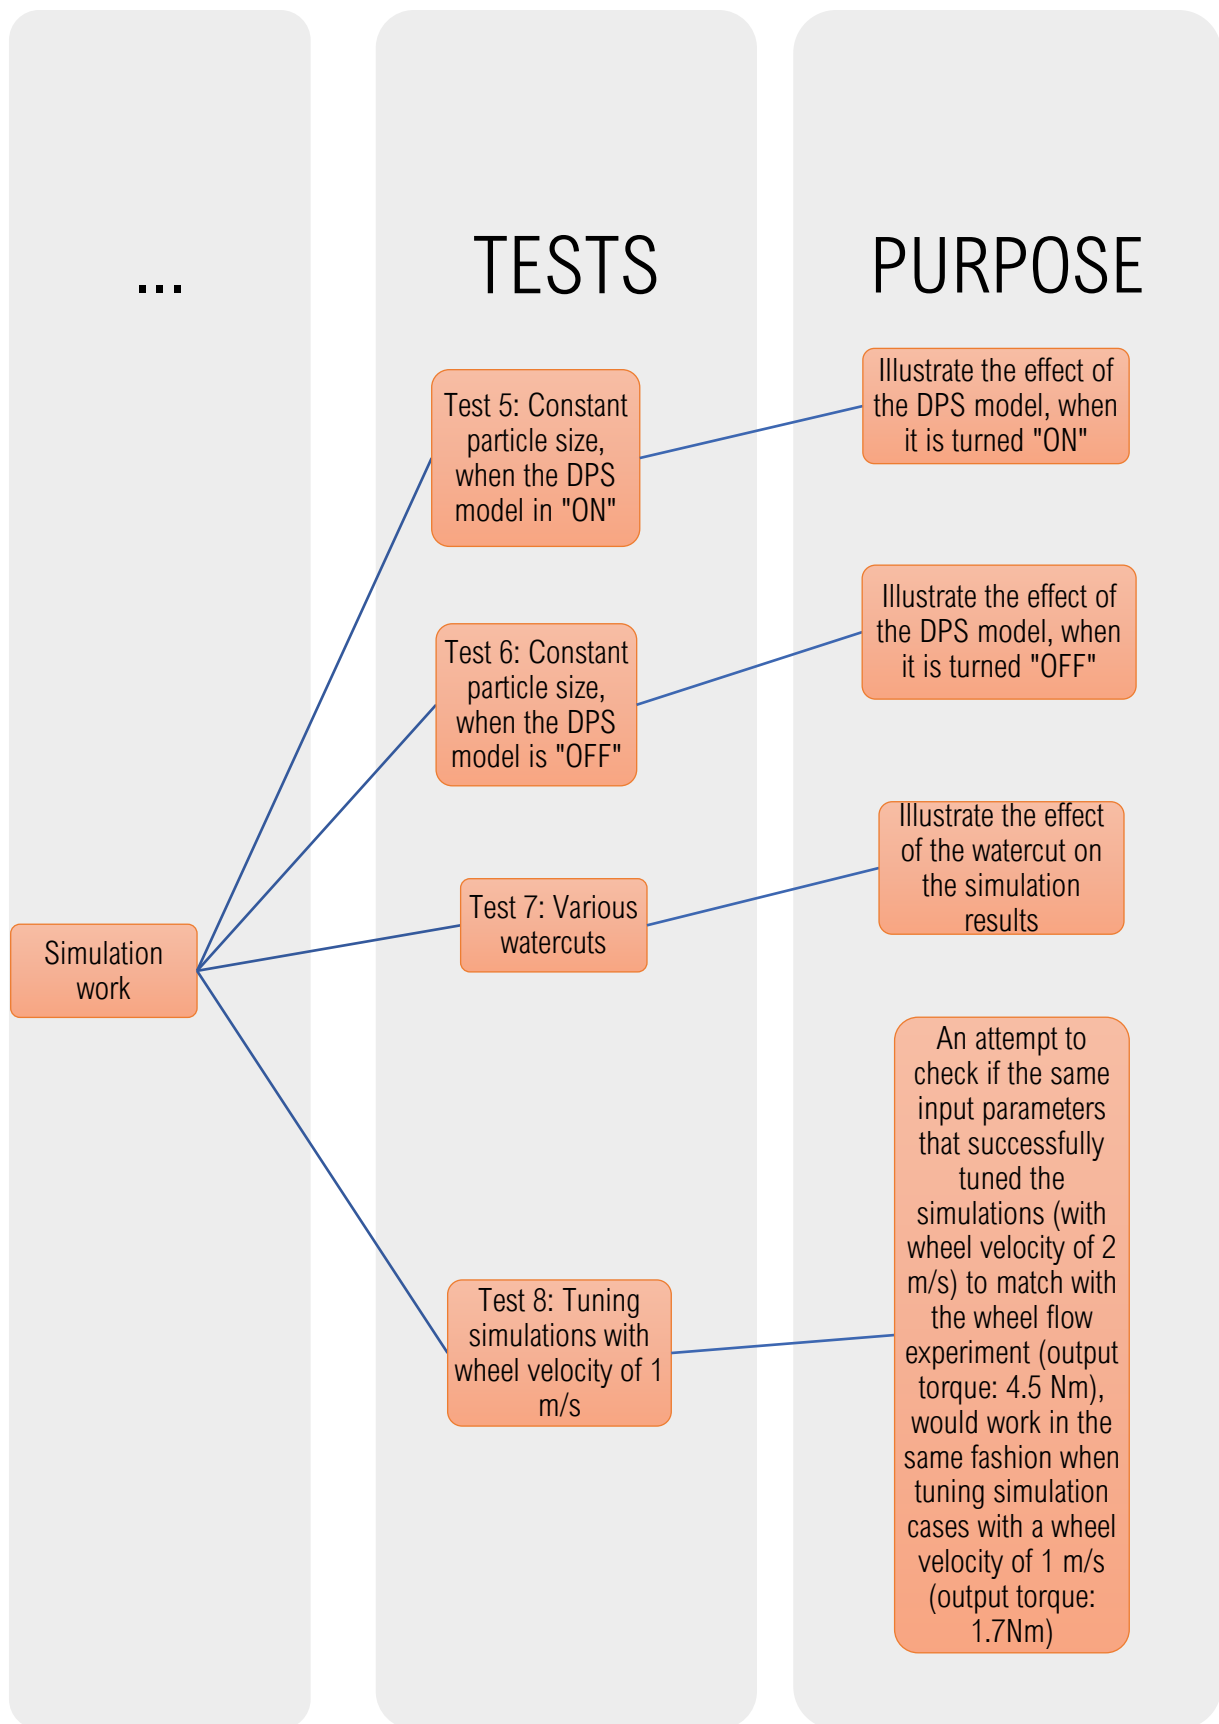 ...
TESTS
PURPOSE
Simulation
work
Test 5: Constant
particle size,
when the DPS
model in "ON"
Illustrate the effect of
the DPS model, when
it is turned "ON"
Test 6: Constant
particle size,
when the DPS
model is "OFF"
Illustrate the effect of
the DPS model, when
it is turned "OFF"
Test 7: Various
watercuts
Illustrate the effect
of the watercut on
the simulation
results
Test 8: Tuning
simulations with
wheel velocity of 1
m/s
An attempt to
check if the same
input parameters
that successfully
tuned the
simulations (with
wheel velocity of 2
m/s) to match with
the wheel flow
experiment (output
torque: 4.5 Nm),
would work in the
same fashion when
tuning simulation
cases with a wheel
velocity of 1 m/s
(output torque:
1.7Nm)